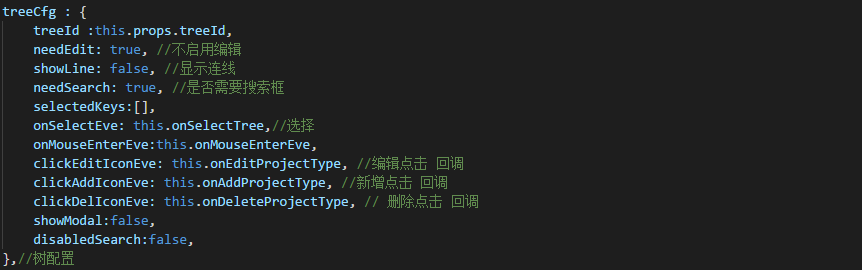 treeCfg : {
treeId :this.props.treeId,
needEdit: true, //不启用编辑
showLine: false, //显示连线
needSearch: true, //是否需要搜索框
selectedKeys:[],
onSelectEve: this.onSelectTree,//选择
onMouseEnterEve:this.onMouseEnterEve,
clickEditIconEve: this.onEditProjectType, //编辑点击 回调
clickAddIconEve: this.onAddProjectType, //新增点击 回调
clickDelIconEve: this.onDeleteProjectType, // 删除点击 回调
showModal:false,
disabledSearch:false,
},//树配置